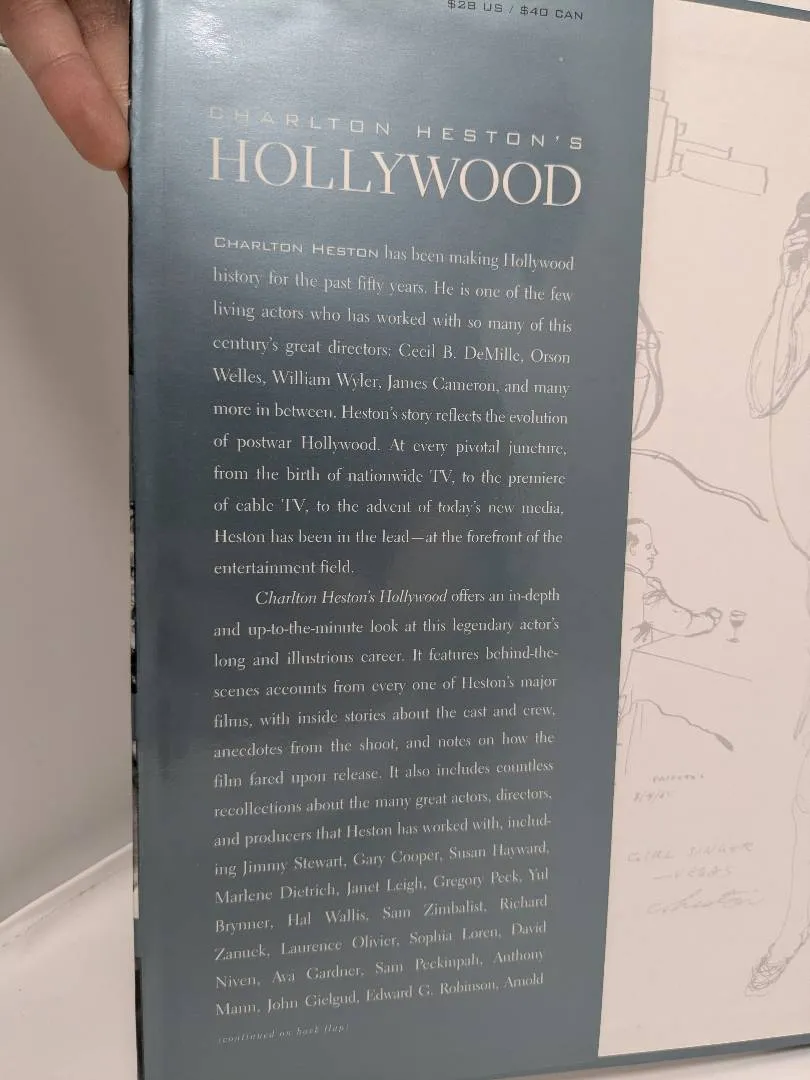 $28 US / $40 CAN
CHARLTON HESTON'S
HOLLYWOOD
CHARLTON HESTON has been making Hollywood
history for the past fifty years. He is one of the few
living actors who has worked with so many of this
century's great directors: Cecil B. DeMille, Orson
Welles, William Wyler, James Cameron, and many
more in between. Heston's story reflects the evolution
of postwar Hollywood. At every pivotal juncture,
from the birth of nationwide TV, to the premiere
of cable TV, to the advent of today's new media,
Heston has been in the lead—at the forefront of the
entertainment field.
Charlton Heston's Hollywood offers an in-depth
and up-to-the-minute look at this legendary actor's
long and illustrious career. It features behind-the-
scenes accounts from every one of Heston's major
films, with inside stories about the cast and crew,
anecdotes from the shoot, and notes on how the
film fared upon release. It also includes countless
recollections about the many great actors, directors,
and producers that Heston has worked with, includ-
ing Jimmy Stewart, Gary Cooper, Susan Hayward,
Marlene Dietrich, Janet Leigh, Gregory Peck, Yul
Brynner, Hal Wallis, Sam Zimbalist, Richard
Zanuck, Laurence Olivier, Sophia Loren, David
Niven, Ava Gardner, Sam Peckinpah, Anthony
Mann, John Gielgud, Edward G. Robinson, Arnold
(continued on back flap)
GIRL SINGER
—VEGAS